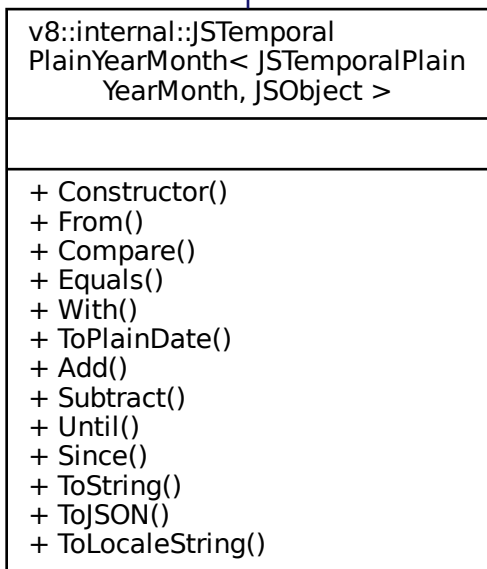 v8::internal::JSTemporal
PlainYearMonth< JSTemporalPlain
YearMonth, JSObject >
+ Constructor()
+ From()
+ Compare()
+ Equals()
+ With()
+ ToPlainDate()
+ Add()
+ Subtract()
+ Until()
+ Since()
+ ToString()
+ ToJSON()
+ ToLocaleString()